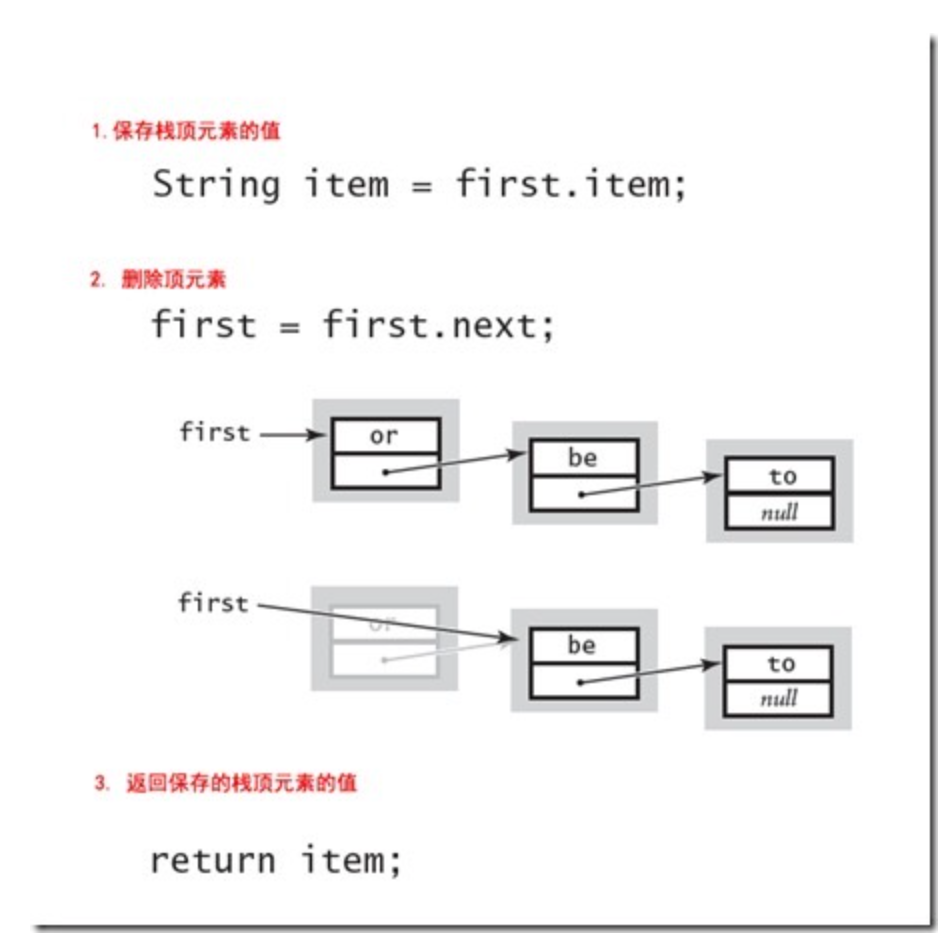 1. 保存栈顶元素的值
String item = first.item;
2. 删除顶元素
first = first.next;
first
or
be
to
null
first
or
be
to
null
3. 返回保存的栈顶元素的值
return item;